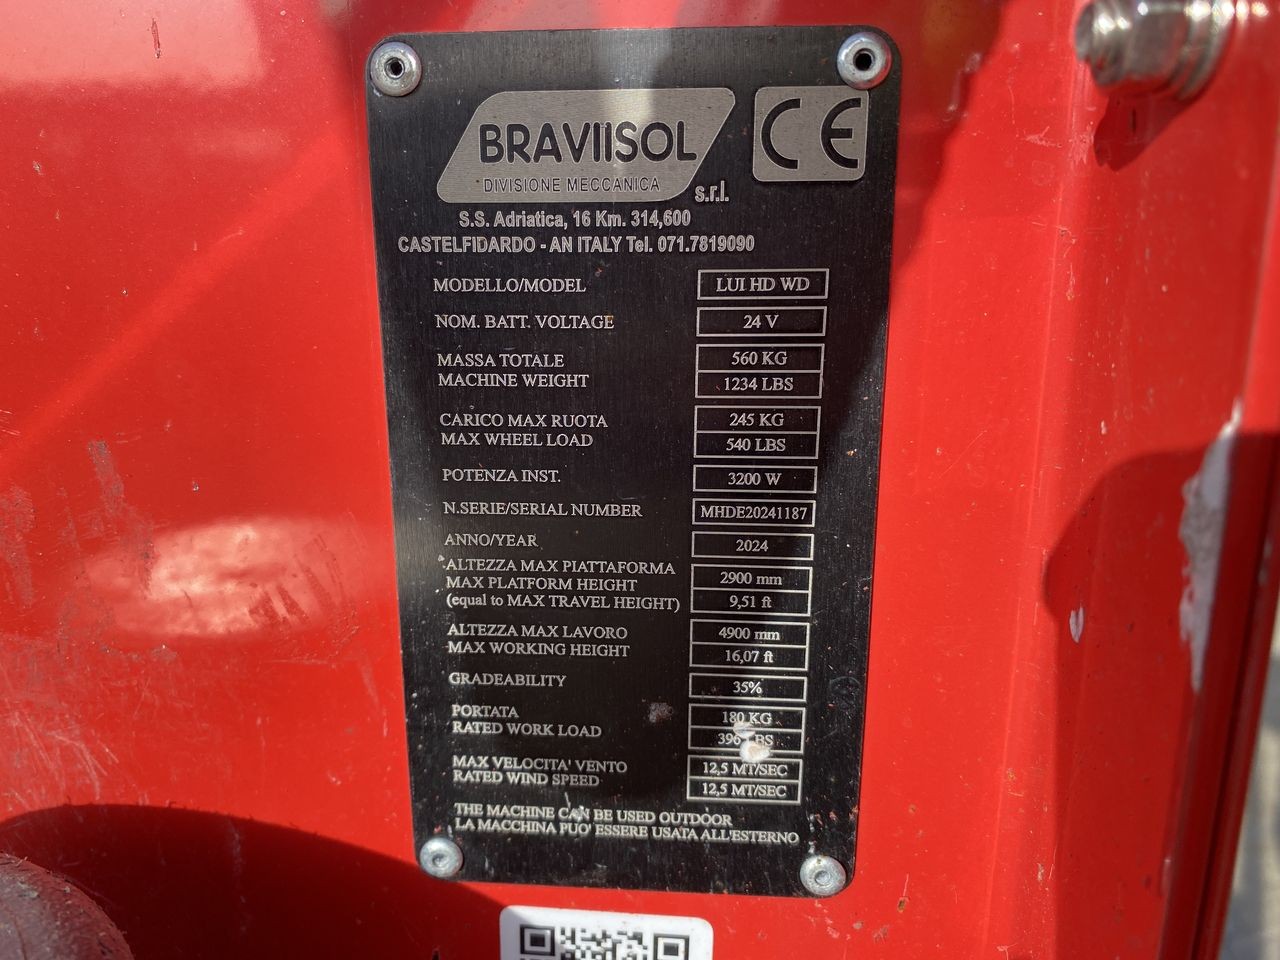 BRAVIISOL
DIVISIONE MECCANICA
s.r.l.
CE
S.S. Adriatica, 16 Km. 314,600
CASTELFIDARDO - AN ITALY Tel. 071.7819090
MODELLO/MODEL LUI HD WD
NOM. BATT. VOLTAGE 24 V
MASSA TOTALE 560 KG
MACHINE WEIGHT 1234 LBS
CARICO MAX RUOTA 245 KG
MAX WHEEL LOAD 540 LBS
POTENZA INST. 3200 W
N.SERIE/SERIAL NUMBER MHDE20241187
ANNO/YEAR 2024
ALTEZZA MAX PIATTAFORMA
MAX PLATFORM HEIGHT 2900 mm
(equal to MAX TRAVEL HEIGHT) 9,51 ft
ALTEZZA MAX LAVORO 4900 mm
MAX WORKING HEIGHT 16,07 ft
GRADEABILITY 35%
PORTATA 180 KG
RATED WORK LOAD 396 LBS
MAX VELOCITA' VENTO 12,5 MT/SEC
RATED WIND SPEED 12,5 MT/SEC
THE MACHINE CAN BE USED OUTDOOR
LA MACCHINA PUO' ESSERE USATA ALL'ESTERNO